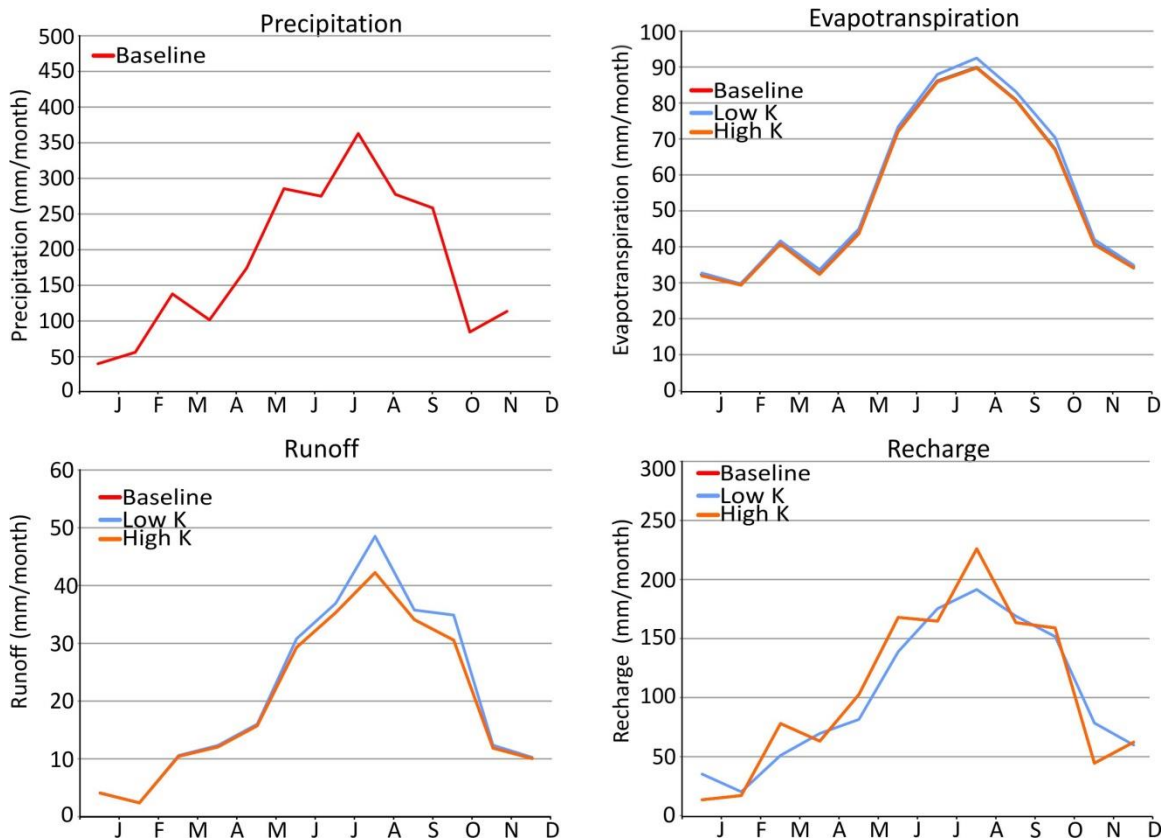 Precipitation
Precipitation (mm/month)
500
450
400
350
300
250
200
150
100
50
0
Baseline
J F M A M J J A S O N D
Evapotranspiration
Evapotranspiration (mm/month)
100
90
80
70
60
50
40
30
20
10
0
Baseline
Low K
High K
J F M A M J J A S O N D
Runoff
Runoff (mm/month)
60
50
40
30
20
10
0
Baseline
Low K
High K
J F M A M J J A S O N D
Recharge
Recharge (mm/month)
300
250
200
150
100
50
0
Baseline
Low K
High K
J F M A M J J A S O N D